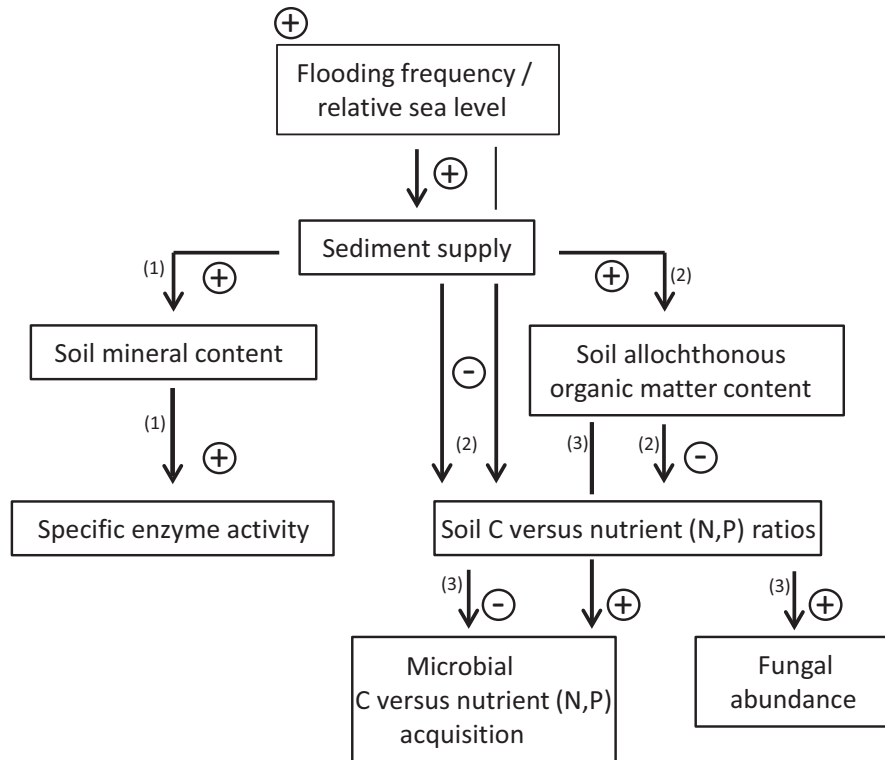 +
Flooding frequency /
relative sea level
+
Sediment supply
(1)
+
+
(2)
Soil mineral content
-
Soil allochthonous
organic matter content
(1)
+
(2)
(3)
(2)
-
Specific enzyme activity
Soil C versus nutrient (N,P) ratios
(3)
-
+
(3)
+
Microbial
C versus nutrient (N,P)
acquisition
Fungal
abundance